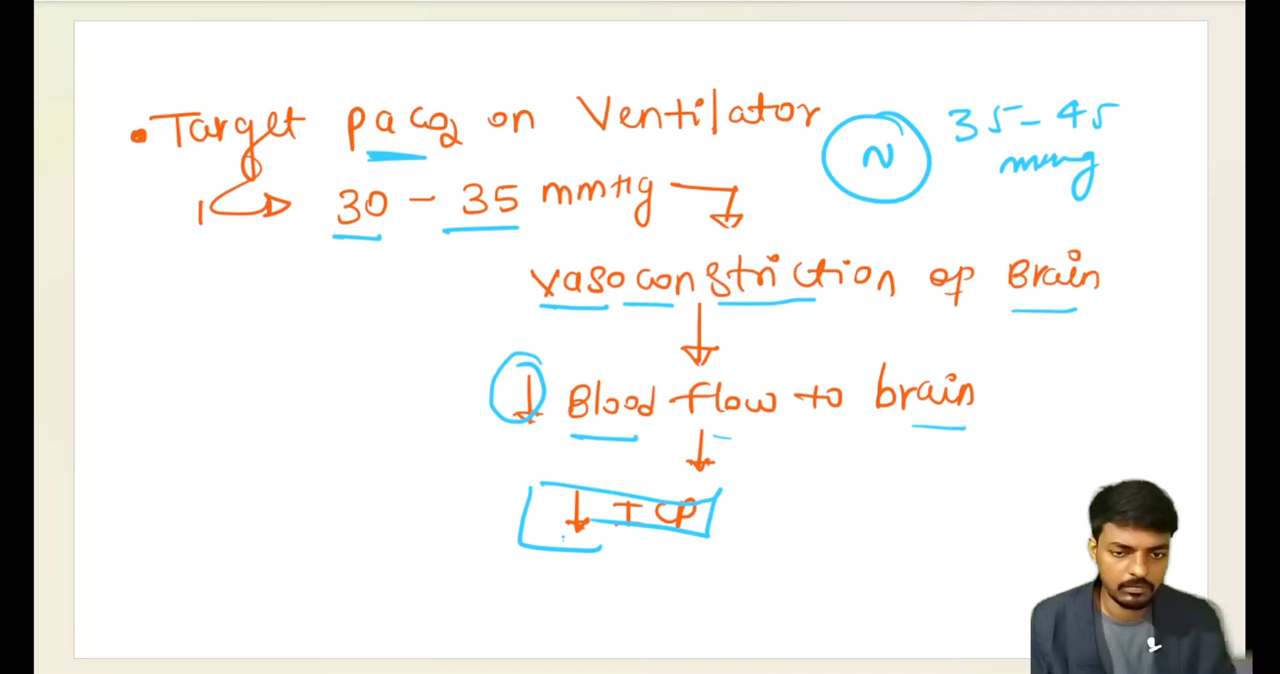 • Target paco2 on Ventilator
N 35-45 mmHg
30 - 35 mmHg
Vasoconstriction of Brain
↓ Blood flow to brain
↓ ICP